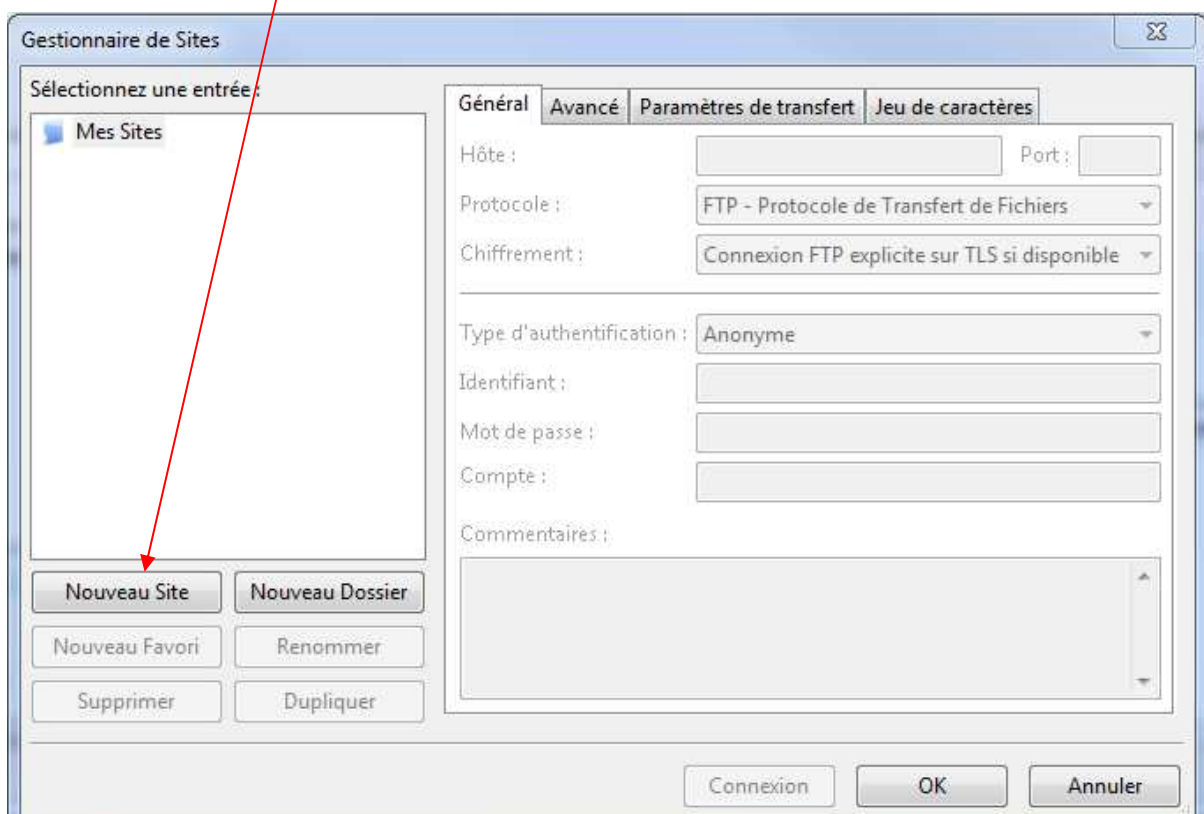 Gestionnaire de Sites
Sélectionnez une entrée :
Mes Sites
Nouveau Site
Nouveau Dossier
Nouveau Favori
Renommer
Supprimer
Dupliquer
Général
Avancé
Paramètres de transfert
Jeu de caractères
Hôte :
Port :
Protocole :
FTP - Protocole de Transfert de Fichiers
Chiffrement :
Connexion FTP explicite sur TLS si disponible
Type d'authentification :
Anonyme
Identifiant :
Mot de passe :
Compte :
Commentaires :
Connexion
OK
Annuler